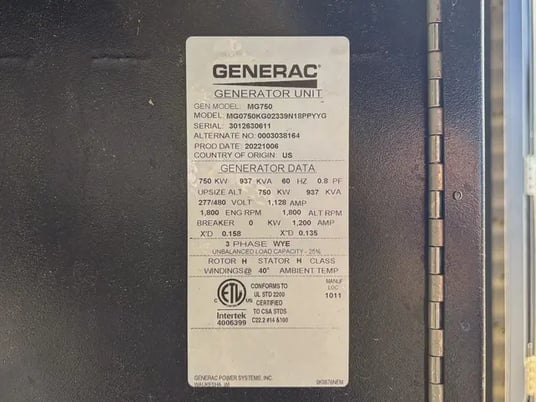 GENERAC
GENERATOR UNIT
GEN MODEL: MG750
MODEL: MG0750KG02339N18PPYYG
SERIAL: 3012630611
ALTERNATE NO: 0003038164
PROD DATE: 20221006
COUNTRY OF ORIGIN: US
GENERATOR DATA
750 KW 937 KVA 60 HZ 0.8 PF
UPSIZE ALT 750 KW 937 KVA
277/480 VOLT 1,128 AMP
1,800 ENG RPM 1,800 ALT RPM
BREAKER 0 KW 1,200 AMP
X'D 0.158 X"D 0.135
3 PHASE WYE
UNBALANCED LOAD CAPACITY - 25%
ROTOR H STATOR H CLASS
WINDINGS@ 40° AMBIENT TEMP
C ETL US
Intertek
4006399
CONFORMS TO
UL STD 2200
CERTIFIED
TO CSA STDS
C22.2 #14 &100
MANUF
LOC
1011
GENERAC POWER SYSTEMS, INC.
WAUKESHA, WI